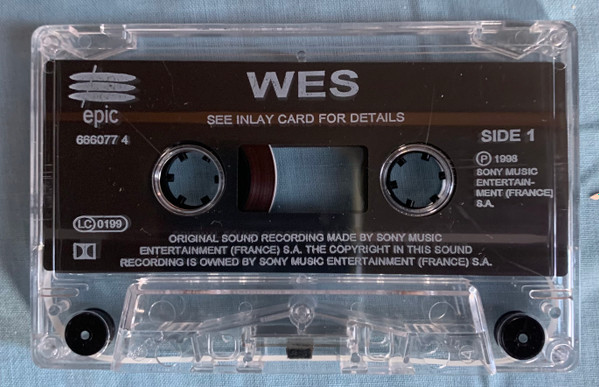 WES
SEE INLAY CARD FOR DETAILS
epic
666077 4
SIDE 1
℗ 1998
SONY MUSIC
ENTERTAIN-
MENT (FRANCE)
S.A.
LC 0199
ORIGINAL SOUND RECORDING MADE BY SONY MUSIC
ENTERTAINMENT (FRANCE) S.A. THE COPYRIGHT IN THIS SOUND
RECORDING IS OWNED BY SONY MUSIC ENTERTAINMENT (FRANCE) S.A.